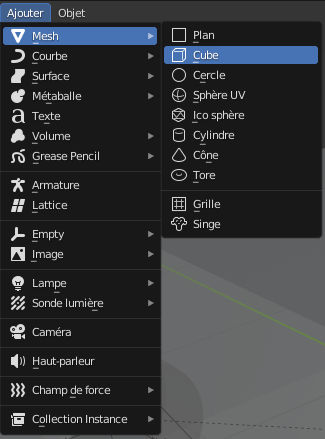 Ajouter Objet
Mesh
Courbe
Surface
Métaballe
Texte
Volume
Grease Pencil
Armature
Lattice
Empty
Image
Lampe
Sonde lumière
Caméra
Haut-parleur
Champ de force
Collection Instance
Plan
Cube
Cercle
Sphère UV
Ico sphère
Cylindre
Cône
Tore
Grille
Singe